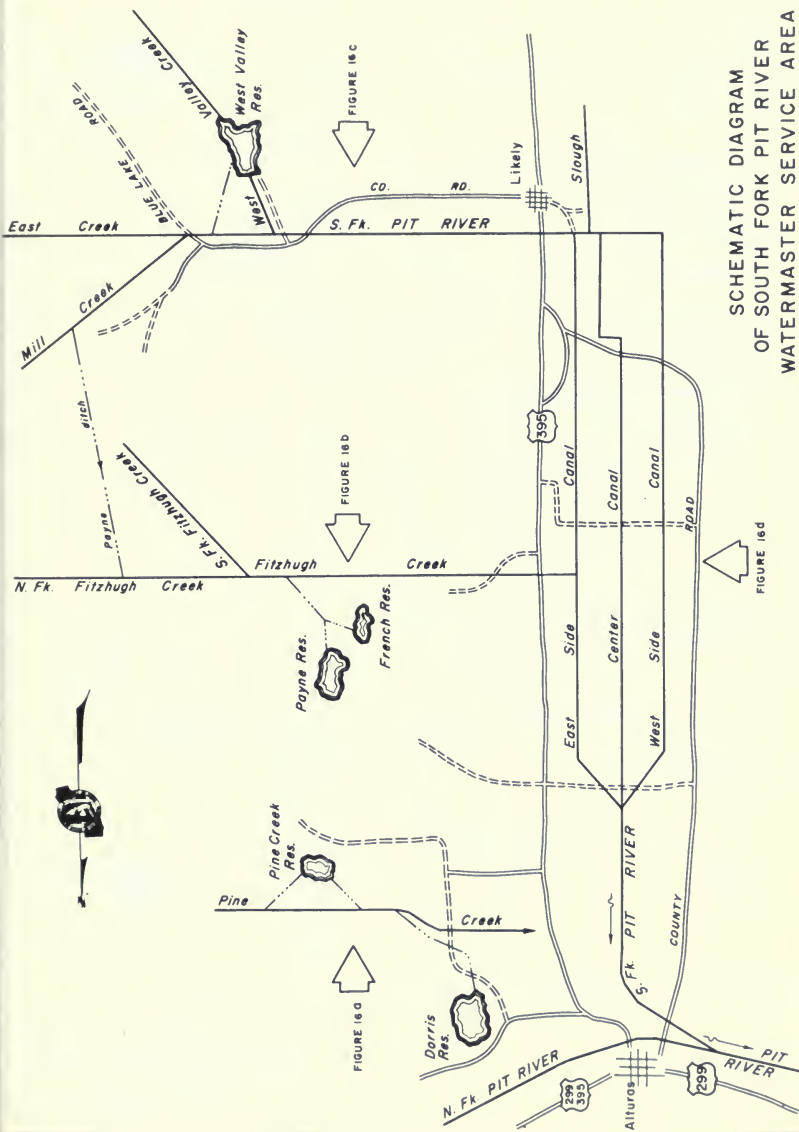 Valley Creek
West Valley
Res.
BLUE LAKE ROAD
FIGURE 16c
East Creek
West
CO. RD.
Likely
Slough
S. Fk. PIT RIVER
Mill Creek
Payne ditch
S. Fk. Fitzhugh Creek
N. Fk. Fitzhugh Creek
Fitzhugh Creek
FIGURE 16b
French Res.
Payne Res.
395
East Side Canal
Center Canal
West Side Canal
ROAD
FIGURE 16d
Pine Creek
Res.
Pine Creek
FIGURE 16a
Dorris
Res.
S. Fk. PIT RIVER
COUNTY
N. Fk. PIT RIVER
PIT
RIVER
299
395
Alturas
299
SCHEMATIC DIAGRAM
OF SOUTH FORK PIT RIVER
WATERMASTER SERVICE AREA